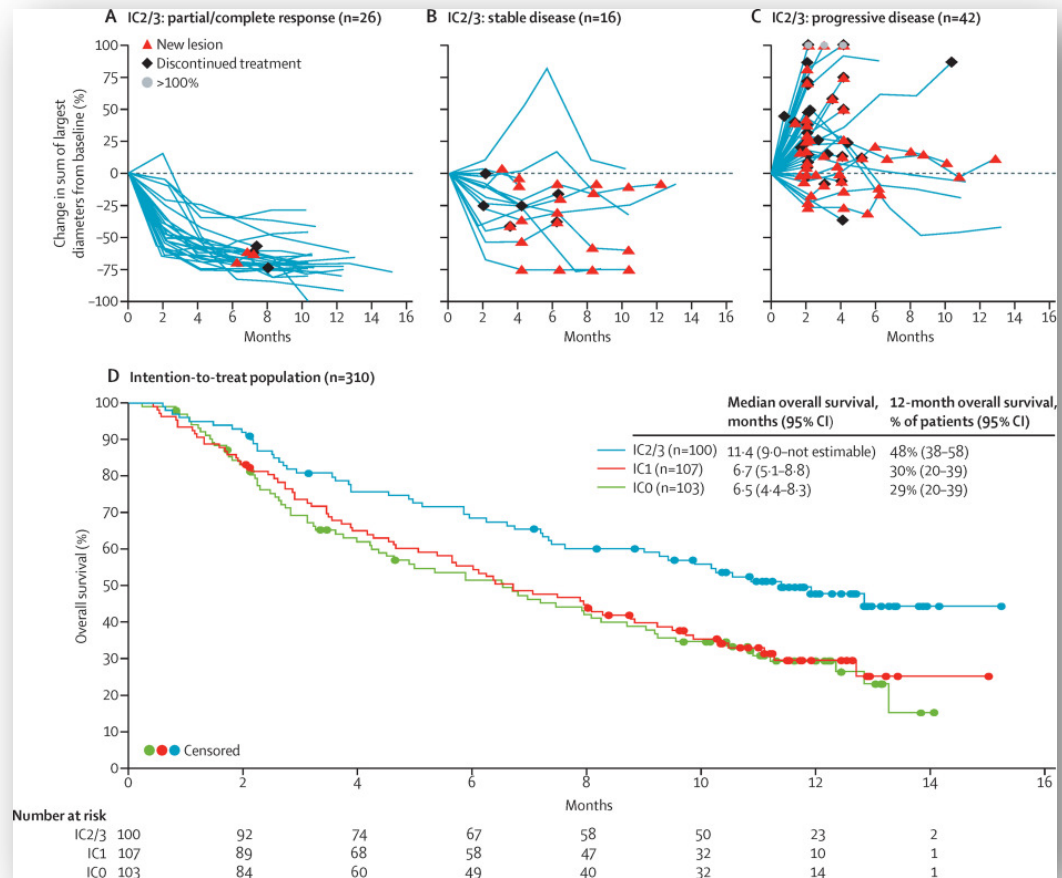 A IC2/3: partial/complete response (n=26)
B IC2/3: stable disease (n=16)
C IC2/3: progressive disease (n=42)
New lesion
Discontinued treatment
>100%
Change in sum of largest
diameters from baseline (%)
100
75
50
25
0
−25
−50
−75
−100
0 2 4 6 8 10 12 14 16
Months
0 2 4 6 8 10 12 14 16
Months
0 2 4 6 8 10 12 14 16
Months
D Intention-to-treat population (n=310)
Median overall survival, 12-month overall survival,
months (95% CI) % of patients (95% CI)
IC2/3 (n=100) 11·4 (9·0–not estimable) 48% (38–58)
IC1 (n=107) 6·7 (5·1–8·8) 30% (20–39)
IC0 (n=103) 6·5 (4·4–8·3) 29% (20–39)
Overall survival (%)
100
90
80
70
60
50
40
30
20
10
0
Censored
0 2 4 6 8 10 12 14 16
Months
Number at risk
IC2/3 100 92 74 67 58 50 23 2
IC1 107 89 68 58 47 32 10 1
IC0 103 84 60 49 40 32 14 1